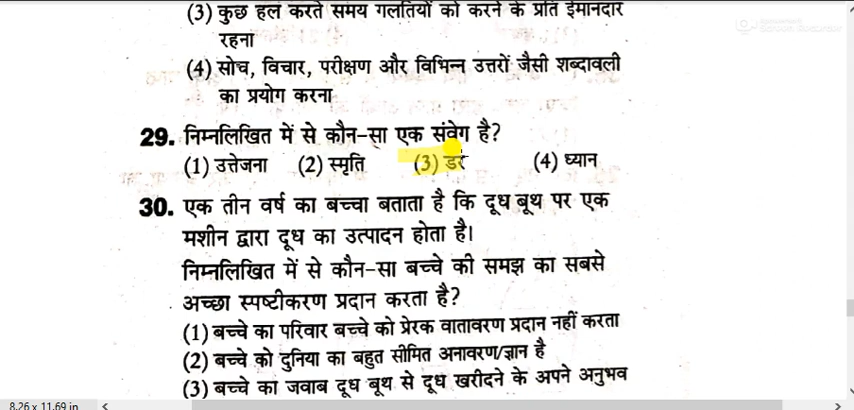 (3) कुछ हल करते समय गलतियों को करने के प्रति ईमानदार
रहना
(4) सोच, विचार, परीक्षण और विभिन्न उत्तरों जैसी शब्दावली
का प्रयोग करना
29. निम्नलिखित में से कौन-सा एक संवेग है?
(1) उत्तेजना (2) स्मृति (3) डर (4) ध्यान
30. एक तीन वर्ष का बच्चा बताता है कि दूध बूथ पर एक
मशीन द्वारा दूध का उत्पादन होता है।
निम्नलिखित में से कौन-सा बच्चे की समझ का सबसे
अच्छा स्पष्टीकरण प्रदान करता है?
(1) बच्चे का परिवार बच्चे को प्रेरक वातावरण प्रदान नहीं करता
(2) बच्चे को दुनिया का बहुत सीमित अनावरण/ज्ञान है
(3) बच्चे का जवाब दूध बूथ से दूध खरीदने के अपने अनुभव
8.26 x 11.69 in